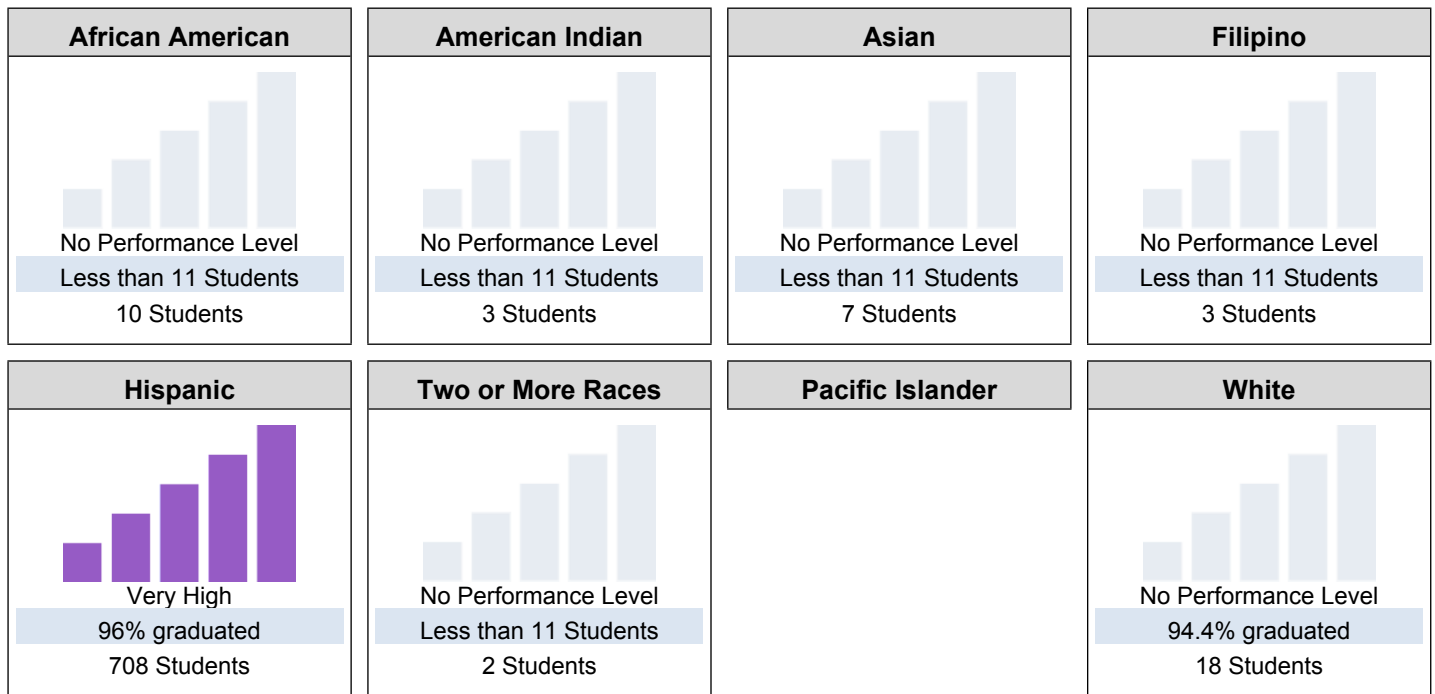 African American
No Performance Level
Less than 11 Students
10 Students
American Indian
No Performance Level
Less than 11 Students
3 Students
Asian
No Performance Level
Less than 11 Students
7 Students
Filipino
No Performance Level
Less than 11 Students
3 Students
Hispanic
Very High
96% graduated
708 Students
Two or More Races
No Performance Level
Less than 11 Students
2 Students
Pacific Islander
White
No Performance Level
94.4% graduated
18 Students